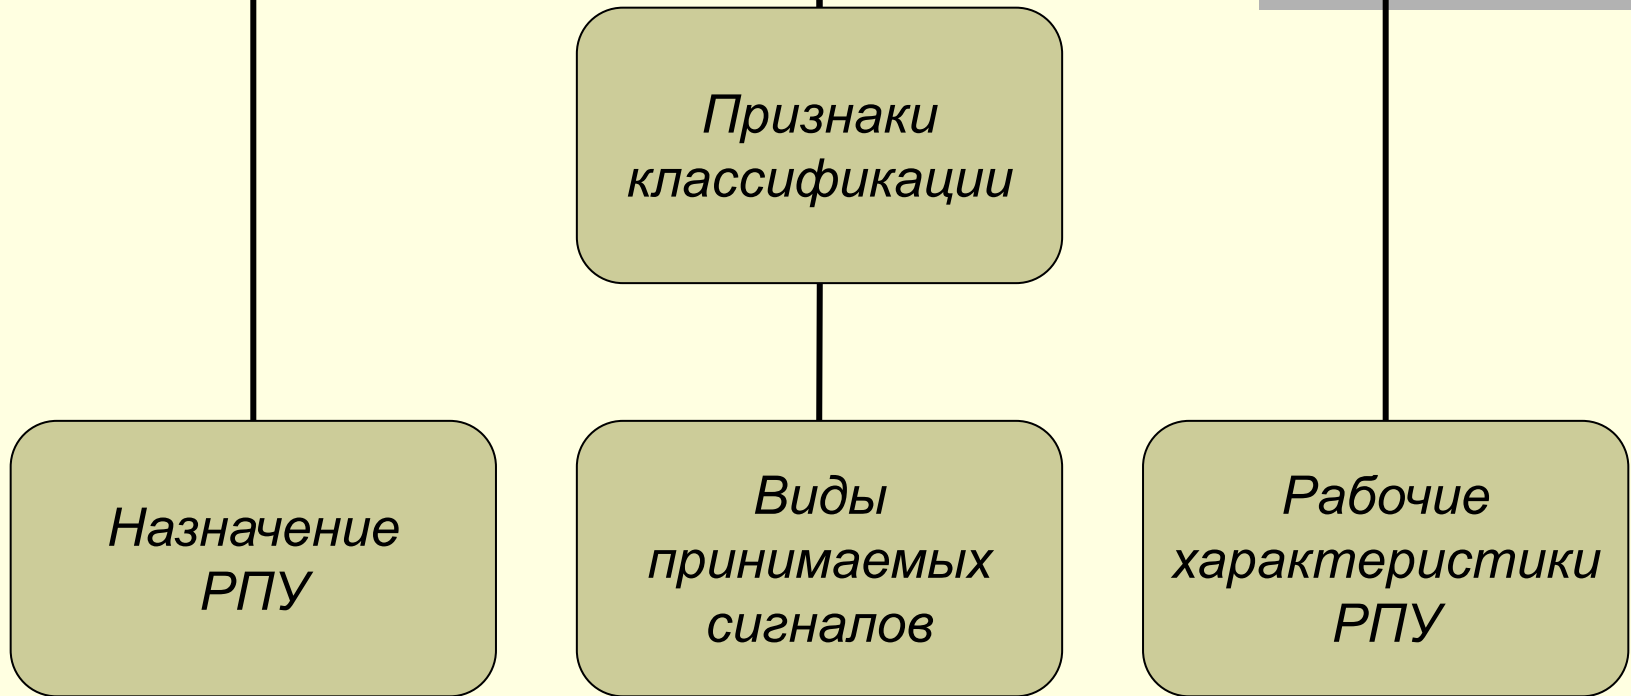 Признаки
классификации
Назначение
РПУ
Виды
принимаемых
сигналов
Рабочие
характеристики
РПУ